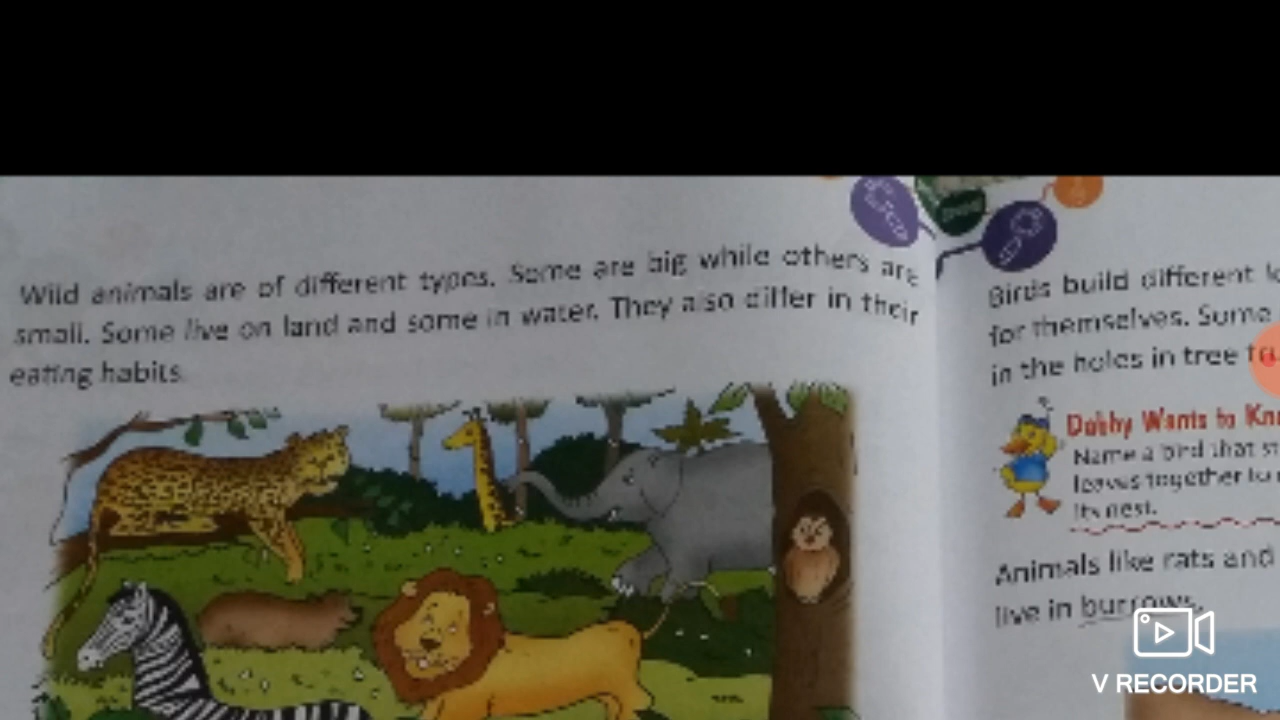 Wild animals are of different types. Some are big while others are
small. Some live on land and some in water. They also differ in their
eating habits.
Birds build different
for themselves. Some
in the holes in tree
Dabby Wants to
Name a bird that
leaves together to
its nest.
Animals like rats and
live in burrows.
V RECORDER